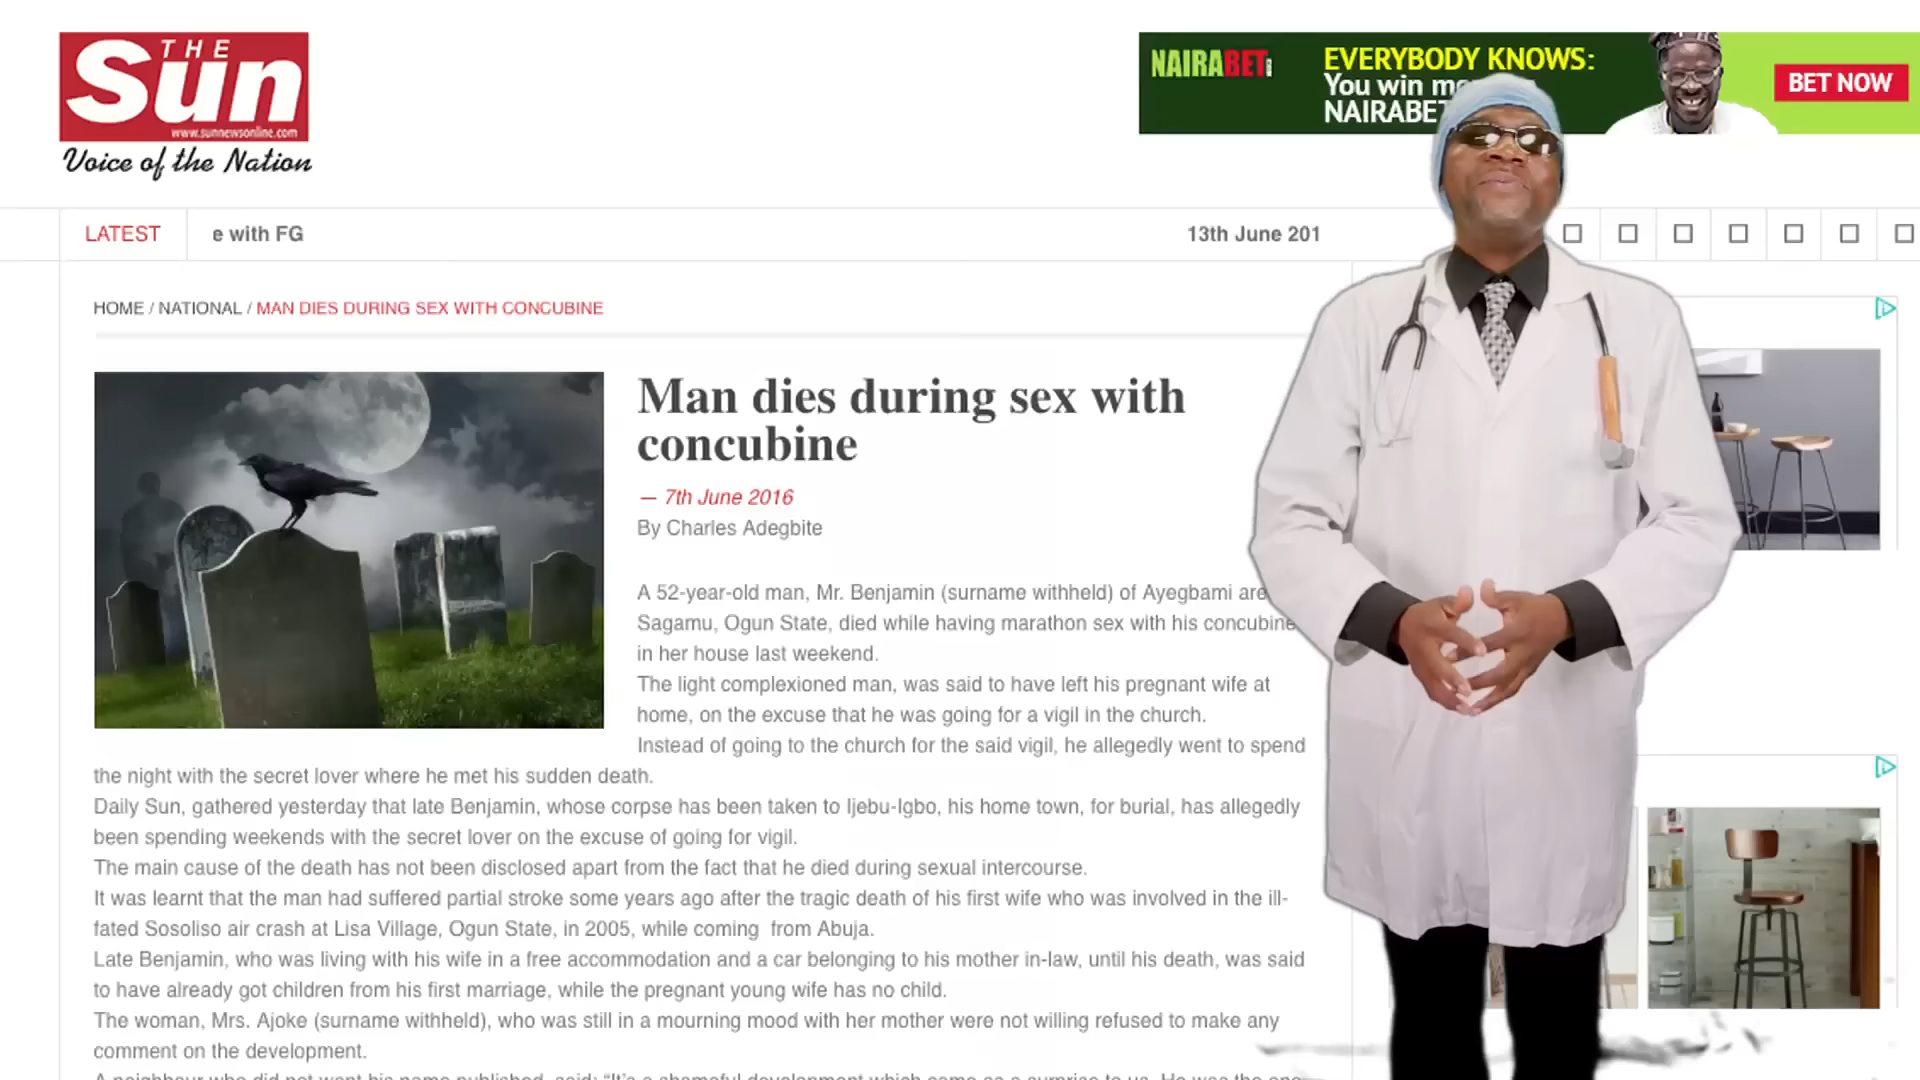 THE
Sun
www.sunnewsonline.com
Voice of the Nation
NAIRABET
EVERYBODY KNOWS:
You win
NAIRABET
BET NOW
LATEST
e with FG
13th June 201
HOME / NATIONAL / MAN DIES DURING SEX WITH CONCUBINE
Man dies during sex with
concubine
— 7th June 2016
By Charles Adegbite
A 52-year-old man, Mr. Benjamin (surname withheld) of Ayegbami are
Sagamu, Ogun State, died while having marathon sex with his concubine
in her house last weekend.
The light complexioned man, was said to have left his pregnant wife at
home, on the excuse that he was going for a vigil in the church.
Instead of going to the church for the said vigil, he allegedly went to spend
the night with the secret lover where he met his sudden death.
Daily Sun, gathered yesterday that late Benjamin, whose corpse has been taken to Ijebu-Igbo, his home town, for burial, has allegedly
been spending weekends with the secret lover on the excuse of going for vigil.
The main cause of the death has not been disclosed apart from the fact that he died during sexual intercourse.
It was learnt that the man had suffered partial stroke some years ago after the tragic death of his first wife who was involved in the ill-
fated Sosoliso air crash at Lisa Village, Ogun State, in 2005, while coming from Abuja.
Late Benjamin, who was living with his wife in a free accommodation and a car belonging to his mother in-law, until his death, was said
to have already got children from his first marriage, while the pregnant young wife has no child.
The woman, Mrs. Ajoke (surname withheld), who was still in a mourning mood with her mother were not willing refused to make any
comment on the development.